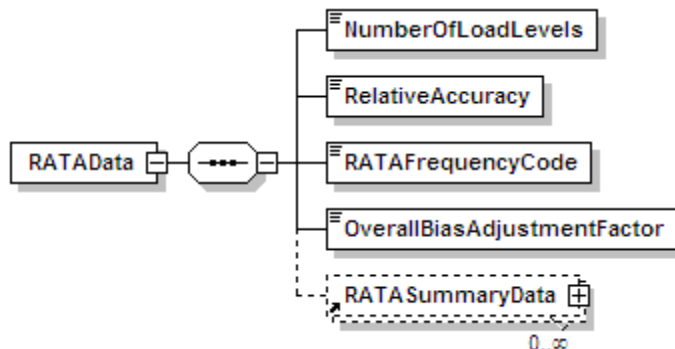 NumberOfLoadLevels
RelativeAccuracy
RATAData
RATAFrequencyCode
OverallBiasAdjustmentFactor
RATASummaryData
0..∞